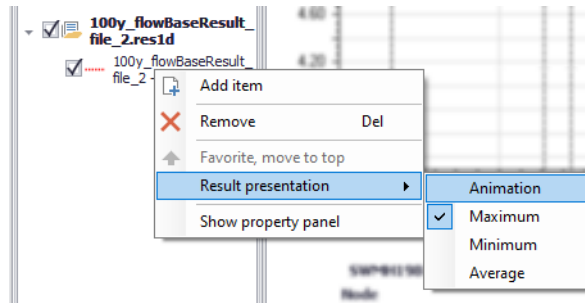 4.60
100y_flowBaseResult_
file_2.res1d
100y_flowBaseResult_
4.20
file_2 -
Add item
Remove Del
Favorite, move to top
Result presentation
Animation
Show property panel
Maximum
Minimum
Average
Node